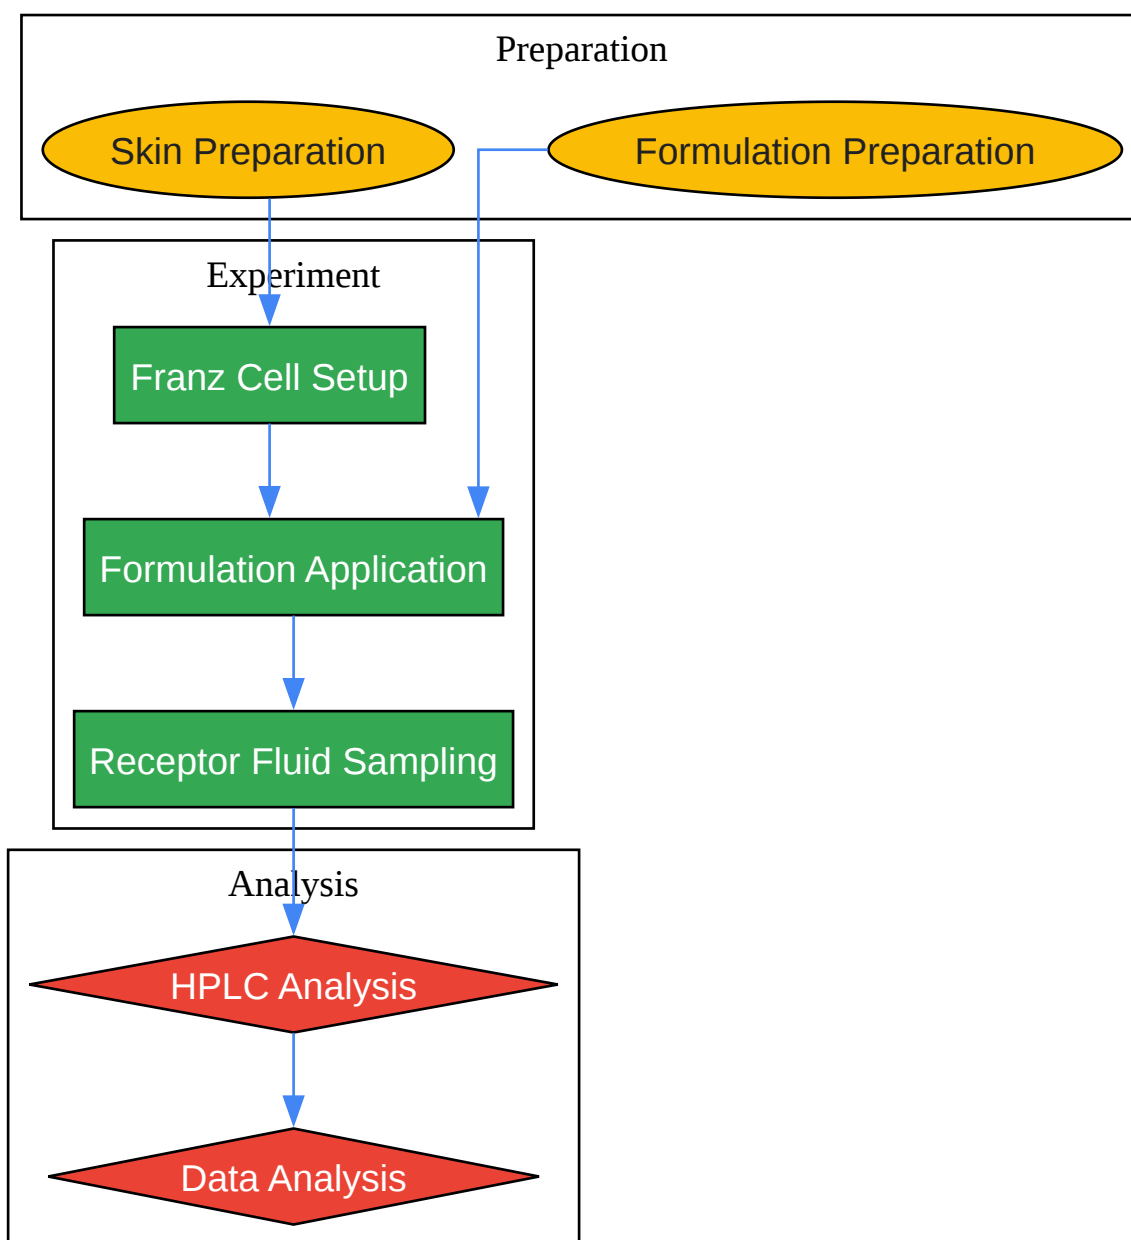 Preparation
Skin Preparation
Formulation Preparation
Experiment
Franz Cell Setup
Formulation Application
Receptor Fluid Sampling
Analysis
HPLC Analysis
Data Analysis